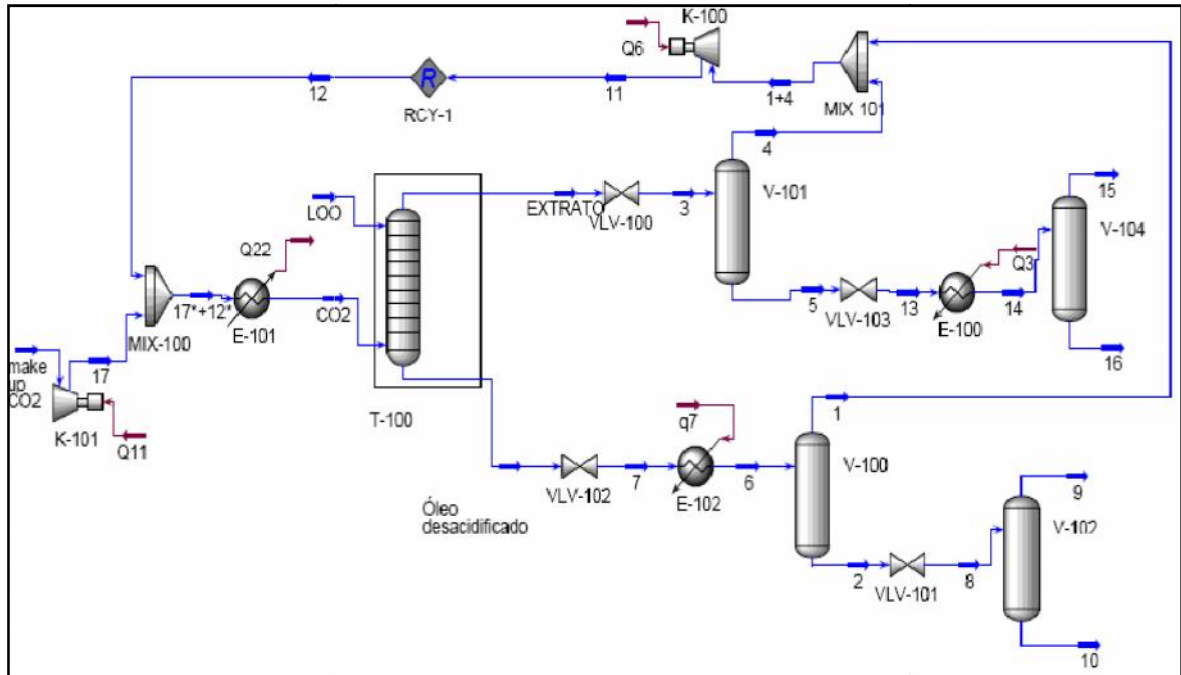 K-100
Q6
12
RCY-1
11
1+4
MIX 101
4
V-101
LOO
EXTRATO
VLV-100
3
15
V-104
Q22
Q3
5
VLV-103
13
E-100
14
16
MIX-100
17*+12*
E-101
CO2
make
up
CO2
17
K-101
Q11
T-100
q7
1
V-100
VLV-102
7
E-102
6
Óleo
desacidificado
9
V-102
2
VLV-101
8
10
R